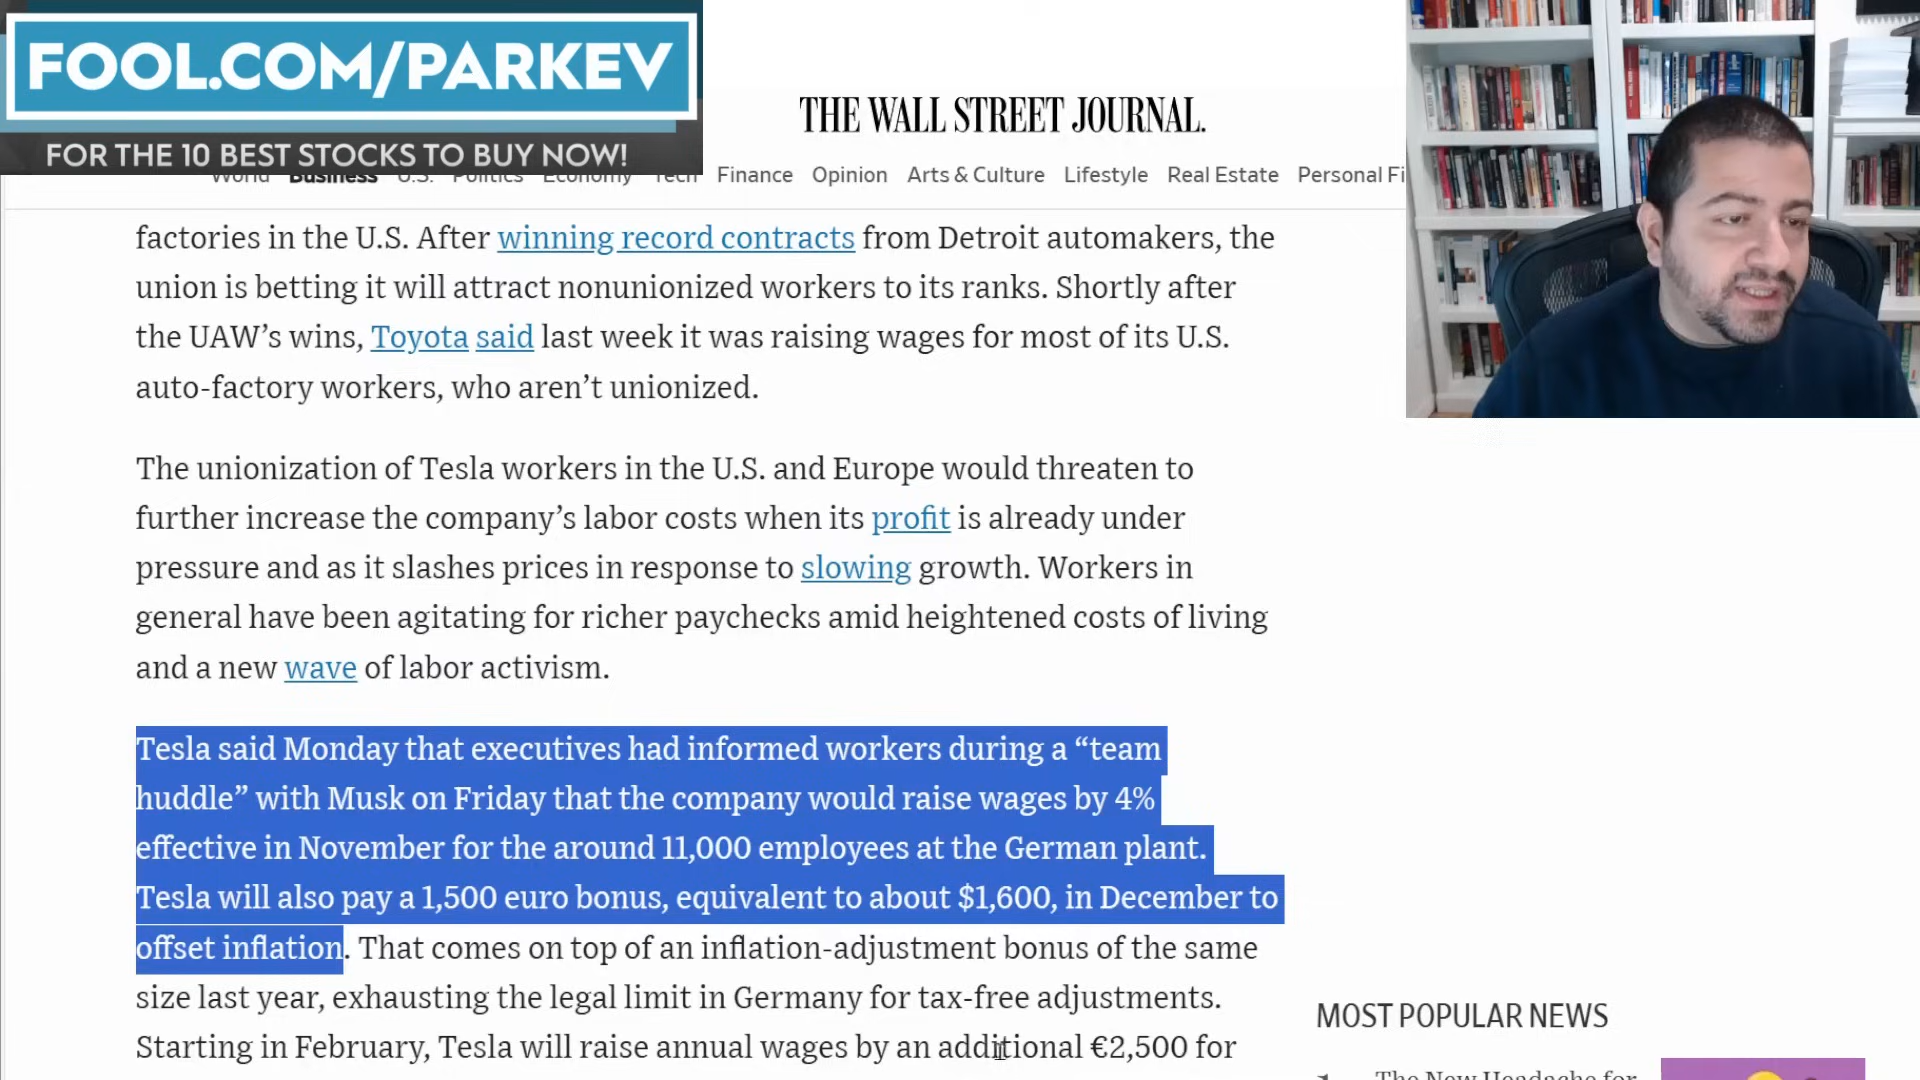 FOOL.COM/PARKEV
FOR THE 10 BEST STOCKS TO BUY NOW!
THE WALL STREET JOURNAL.
World Business U.S. Politics Economy Tech Finance Opinion Arts & Culture Lifestyle Real Estate Personal Fi
factories in the U.S. After winning record contracts from Detroit automakers, the
union is betting it will attract nonunionized workers to its ranks. Shortly after
the UAW’s wins, Toyota said last week it was raising wages for most of its U.S.
auto-factory workers, who aren’t unionized.
The unionization of Tesla workers in the U.S. and Europe would threaten to
further increase the company’s labor costs when its profit is already under
pressure and as it slashes prices in response to slowing growth. Workers in
general have been agitating for richer paychecks amid heightened costs of living
and a new wave of labor activism.
Tesla said Monday that executives had informed workers during a “team
huddle” with Musk on Friday that the company would raise wages by 4%
effective in November for the around 11,000 employees at the German plant.
Tesla will also pay a 1,500 euro bonus, equivalent to about $1,600, in December to
offset inflation. That comes on top of an inflation-adjustment bonus of the same
size last year, exhausting the legal limit in Germany for tax-free adjustments.
Starting in February, Tesla will raise annual wages by an additional €2,500 for
MOST POPULAR NEWS
The New Headache for